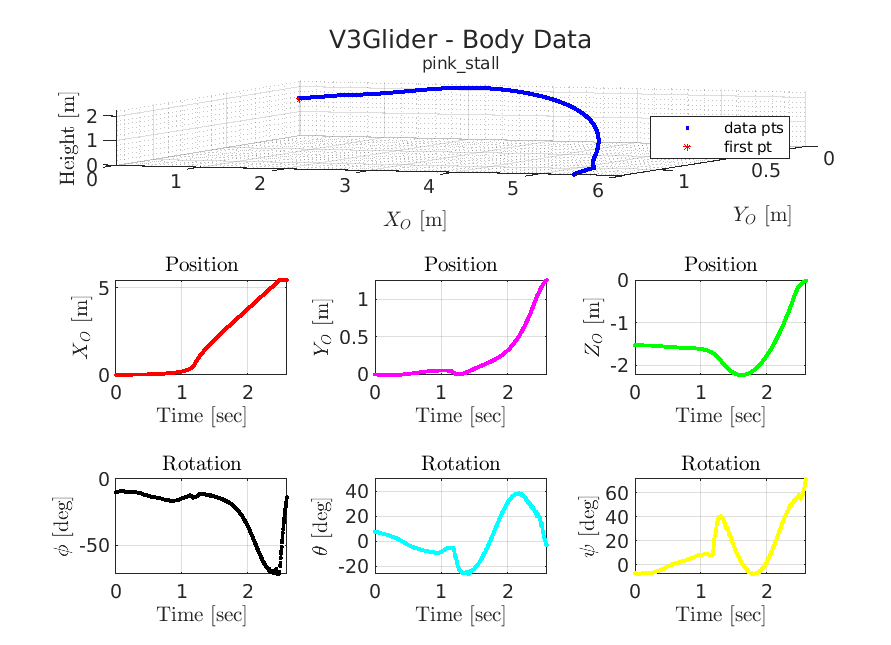 V3Glider - Body Data
pink_stall
Height [m]
2
1
0
0
1
2
3
4
5
6
1
0.5
0
X_O [m]
Y_O [m]
data pts
first pt
Position
X_O [m]
5
0
0
1
2
Time [sec]
Position
Y_O [m]
1
0.5
0
0
1
2
Time [sec]
Position
Z_O [m]
0
-1
-2
0
1
2
Time [sec]
Rotation
ϕ [deg]
0
-50
0
1
2
Time [sec]
Rotation
θ [deg]
40
20
0
-20
0
1
2
Time [sec]
Rotation
ψ [deg]
60
40
20
0
0
1
2
Time [sec]